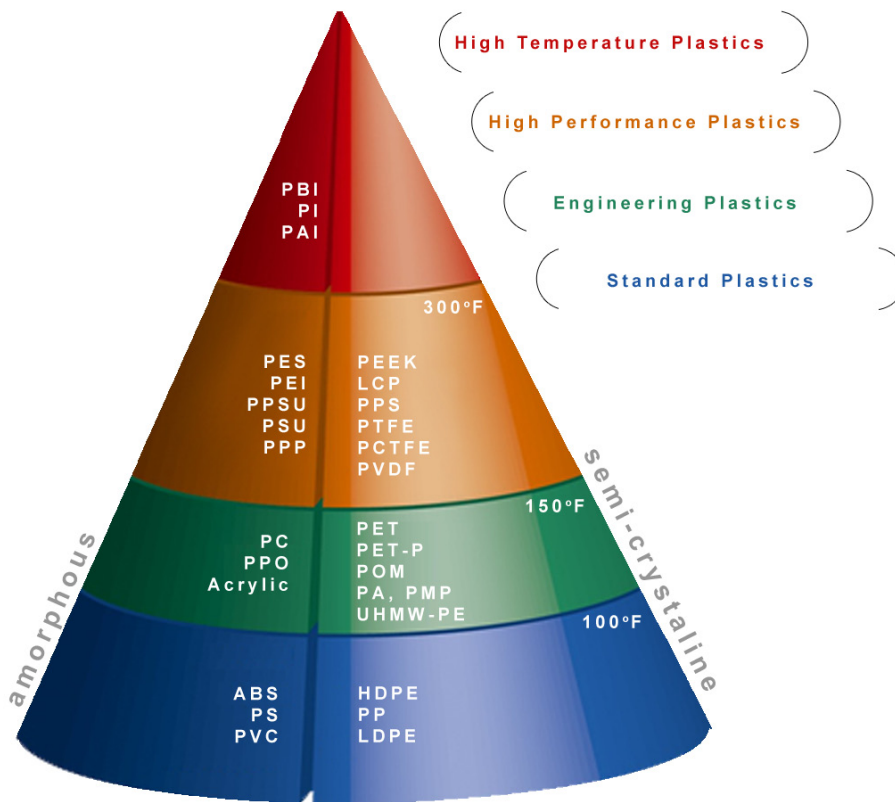 High Temperature Plastics
High Performance Plastics
Engineering Plastics
Standard Plastics
PBI
PI
PAI
300°F
PES
PEI
PPSU
PSU
PPP
PEEK
LCP
PPS
PTFE
PCTFE
PVDF
150°F
PC
PPO
Acrylic
PET
PET-P
POM
PA, PMP
UHMW-PE
100°F
ABS
PS
PVC
HDPE
PP
LDPE
amorphous
semi-crystaline